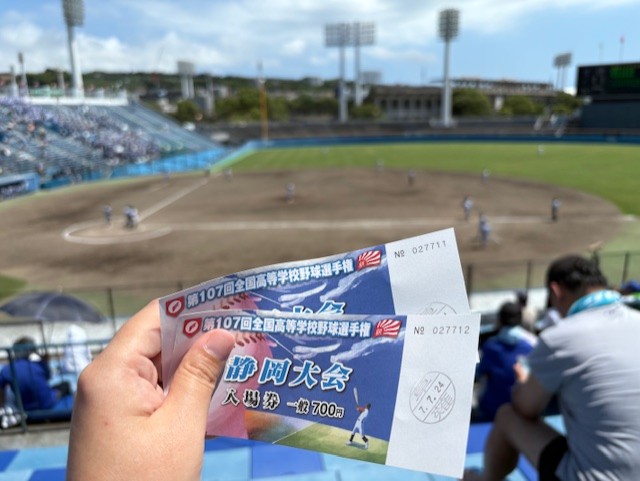 第107回全国高等学校野球選手権
№ 027711
第107回全国高等学校野球選手権
№ 027712
静岡大会
入場券 一般700円
7.7.24